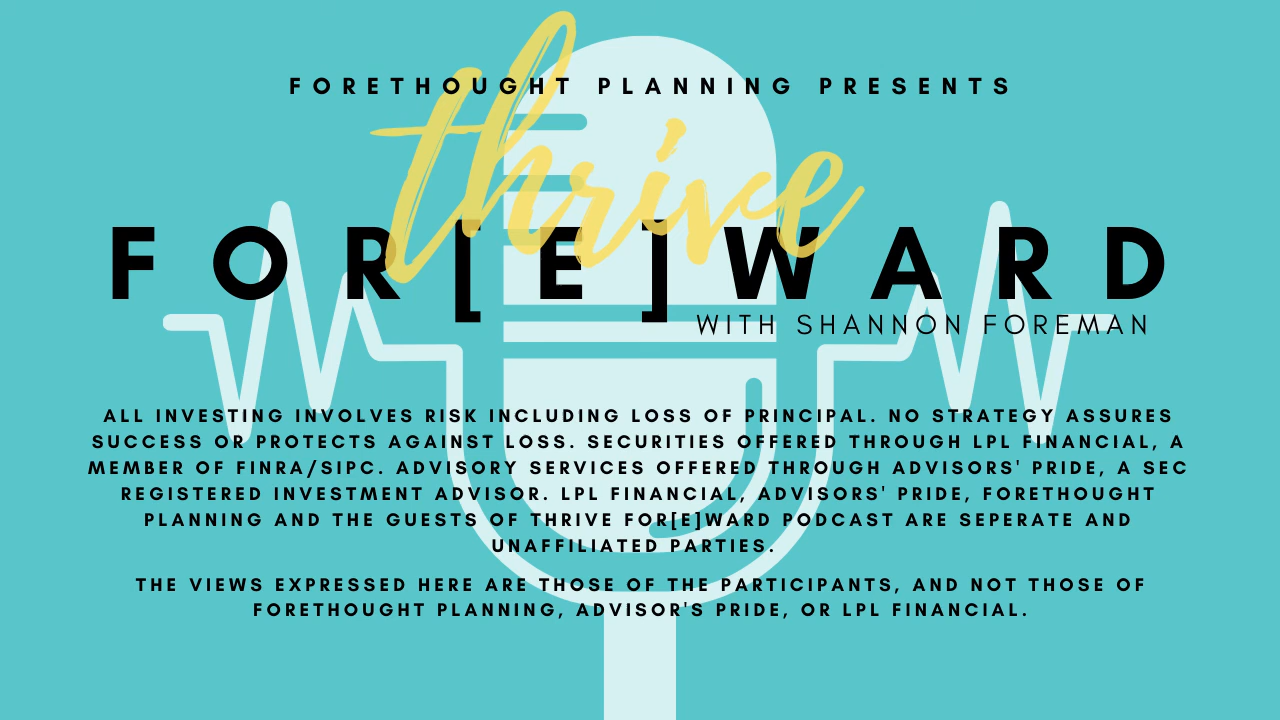 FORETHOUGHT PLANNING PRESENTS
thrive
FOR[E]WARD
WITH SHANNON FOREMAN
ALL INVESTING INVOLVES RISK INCLUDING LOSS OF PRINCIPAL. NO STRATEGY ASSURES
SUCCESS OR PROTECTS AGAINST LOSS. SECURITIES OFFERED THROUGH LPL FINANCIAL, A
MEMBER OF FINRA/SIPC. ADVISORY SERVICES OFFERED THROUGH ADVISORS' PRIDE, A SEC
REGISTERED INVESTMENT ADVISOR. LPL FINANCIAL, ADVISORS' PRIDE, FORETHOUGHT
PLANNING AND THE GUESTS OF THRIVE FOR[E]WARD PODCAST ARE SEPERATE AND
UNAFFILIATED PARTIES.
THE VIEWS EXPRESSED HERE ARE THOSE OF THE PARTICIPANTS, AND NOT THOSE OF
FORETHOUGHT PLANNING, ADVISOR'S PRIDE, OR LPL FINANCIAL.